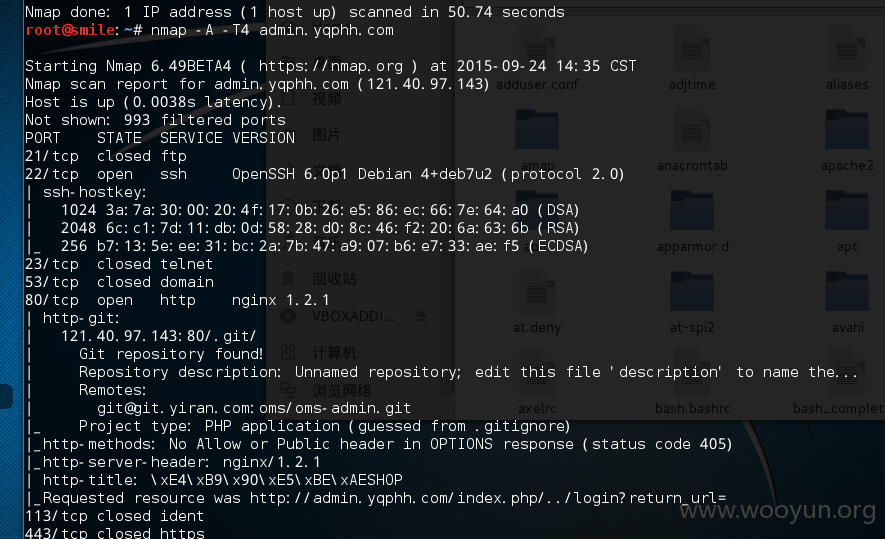 Nmap done: 1 IP address (1 host up) scanned in 50.74 seconds
root@smile:~# nmap -A -T4 admin.yqphh.com
Starting Nmap 6.49BETA4 ( https://nmap.org ) at 2015-09-24 14:35 CST
Nmap scan report for admin.yqphh.com (121.40.97.143)
Host is up (0.0038s latency).
Not shown: 993 filtered ports
PORT    STATE  SERVICE VERSION
21/tcp  closed ftp
22/tcp  open   ssh     OpenSSH 6.0p1 Debian 4+deb7u2 (protocol 2.0)
| ssh-hostkey:
|   1024 3a:7a:30:00:20:4f:17:0b:26:e5:86:ec:66:7e:64:a0 (DSA)
|   2048 6c:c1:7d:11:db:0d:58:28:d0:8c:46:f2:20:6a:63:6b (RSA)
|_  256 b7:13:5e:ee:31:bc:2a:7b:47:a9:07:b6:e7:33:ae:f5 (ECDSA)
23/tcp  closed telnet
53/tcp  closed domain
80/tcp  open   http    nginx 1.2.1
| http-git:
|   121.40.97.143:80/.git/
|     Git repository found!
|     Repository description: Unnamed repository; edit this file 'description' to name the...
|     Remotes:
|       git@git.yiran.com:oms/oms-admin.git
|_    Project type: PHP application (guessed from .gitignore)
|_http-methods: No Allow or Public header in OPTIONS response (status code 405)
|_http-server-header: nginx/1.2.1
| http-title: \xE4\xB9\x90\xE5\xBE\xAESHOP
|_Requested resource was http://admin.yqphh.com/index.php/../login?return_url=
113/tcp closed ident
443/tcp closed https
视频
图片
回收站
VBOXADDI...
计算机
浏览网络
adduser.conf
adjtime
aliases
amap
anacrontab
apache2
apparmor.d
apt
at.deny
at-spi2
avahi
axelrc
bash.bashrc
bash_complet
www.wooyun.org